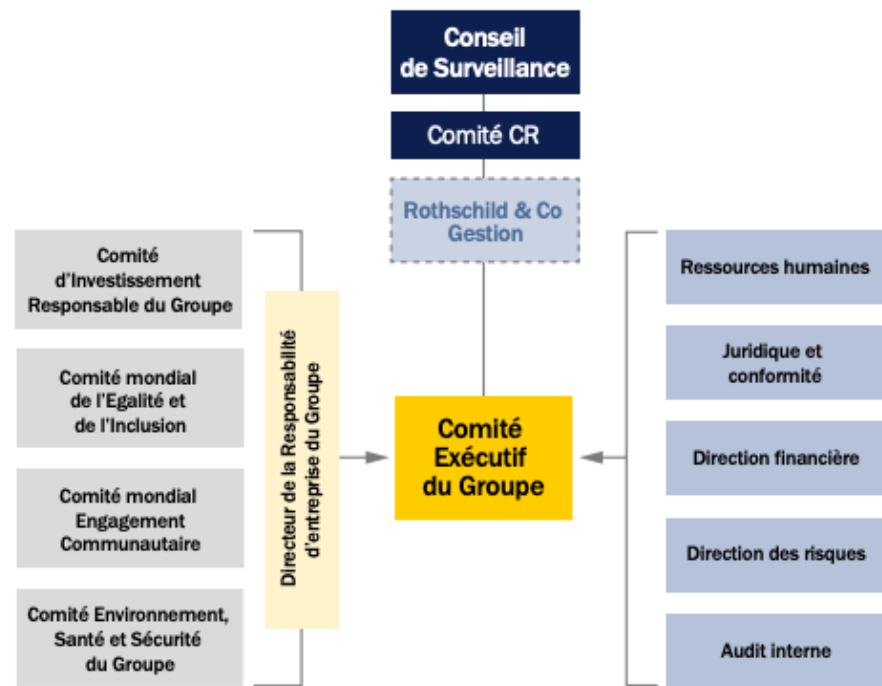 Conseil
de Surveillance
Comité CR
Rothschild & Co
Gestion
Comité
d'Investissement
Responsable du Groupe
Comité mondial
de l'Egalité et
de l'Inclusion
Comité mondial
Engagement
Communautaire
Comité Environnement,
Santé et Sécurité
du Groupe
Directeur de la Responsabilité
d'entreprise du Groupe
Comité
Exécutif
du Groupe
Ressources humaines
Juridique et
conformité
Direction financière
Direction des risques
Audit interne